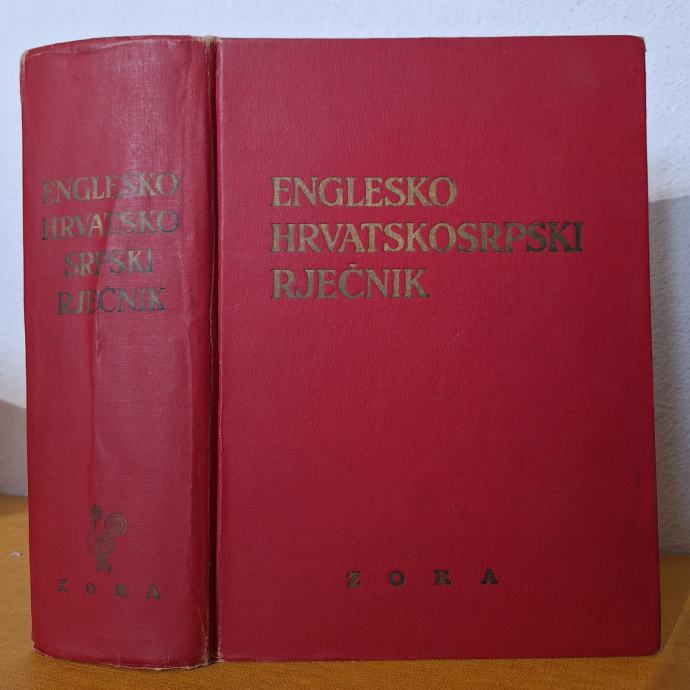 ENGLESKO
HRVATSKO
SRPSKI
RJEČNIK
ZORA
ENGLESKO
HRVATSKOSRPSKI
RJEČNIK
ZORA